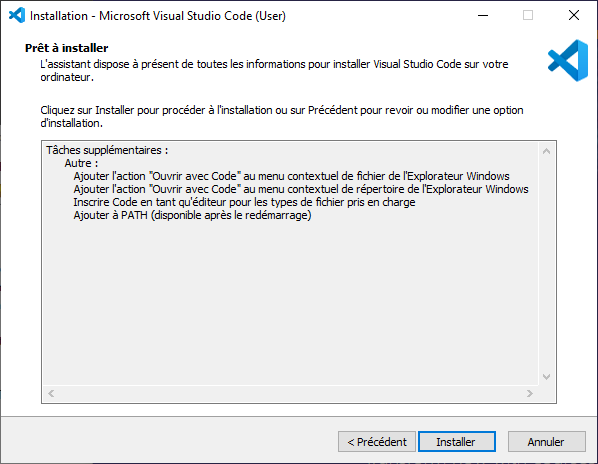 Installation - Microsoft Visual Studio Code (User)
Prêt à installer
L'assistant dispose à présent de toutes les informations pour installer Visual Studio Code sur votre
ordinateur.
Cliquez sur Installer pour procéder à l'installation ou sur Précédent pour revoir ou modifier une option
d'installation.
Tâches supplémentaires :
Autre :
Ajouter l'action "Ouvrir avec Code" au menu contextuel de fichier de l'Explorateur Windows
Ajouter l'action "Ouvrir avec Code" au menu contextuel de répertoire de l'Explorateur Windows
Inscrire Code en tant qu'éditeur pour les types de fichier pris en charge
Ajouter à PATH (disponible après le redémarrage)
< Précédent
Installer
Annuler